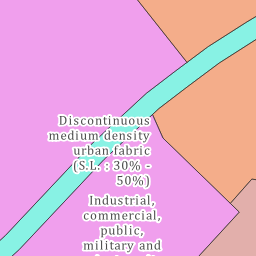 Discontinuous
medium density
urban fabric
(S.L. : 30% -
50%)
Industrial,
commercial,
public,
military and